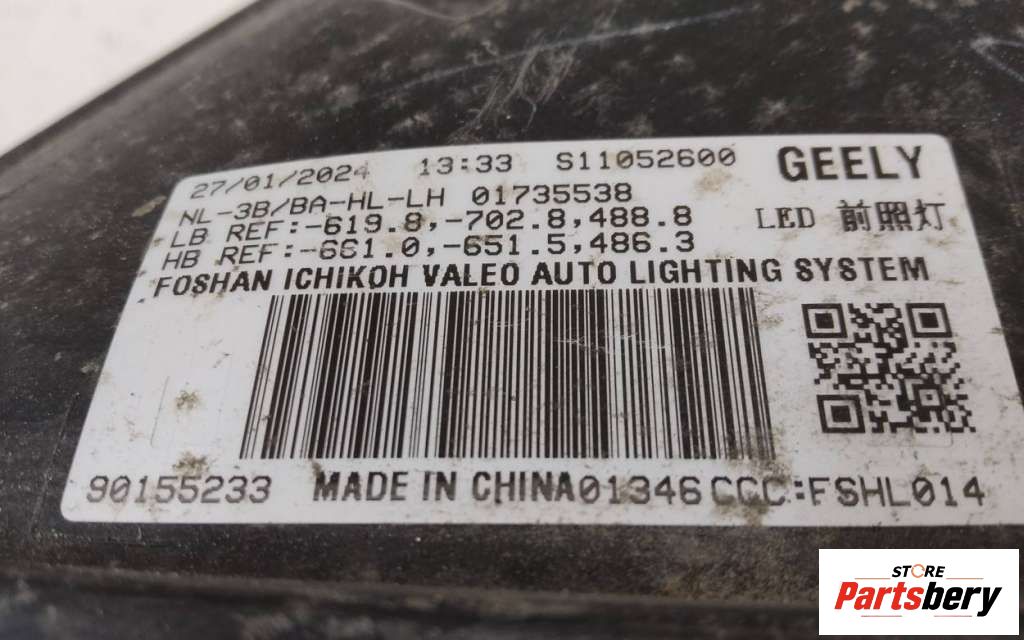 27/01/2024 13:33 S11052600 GEELY
NL-3B/BA-HL-LH 01735538
LB REF:-619.8,-702.8,488.8 LED 前照灯
HB REF:-661.0,-651.5,486.3
FOSHAN ICHIKOH VALEO AUTO LIGHTING SYSTEM
90155233 MADE IN CHINA01346 CCC:FSHL014
STORE
Partsbery